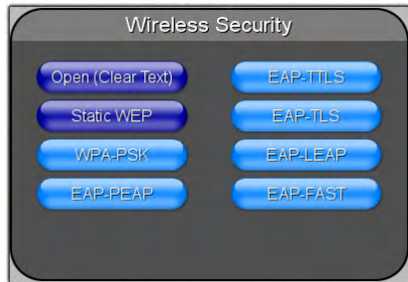 Wireless Security
Open (Clear Text)
EAP-TTLS
Static WEP
EAP-TLS
WPA-PSK
EAP-LEAP
EAP-PEAP
EAP-FAST